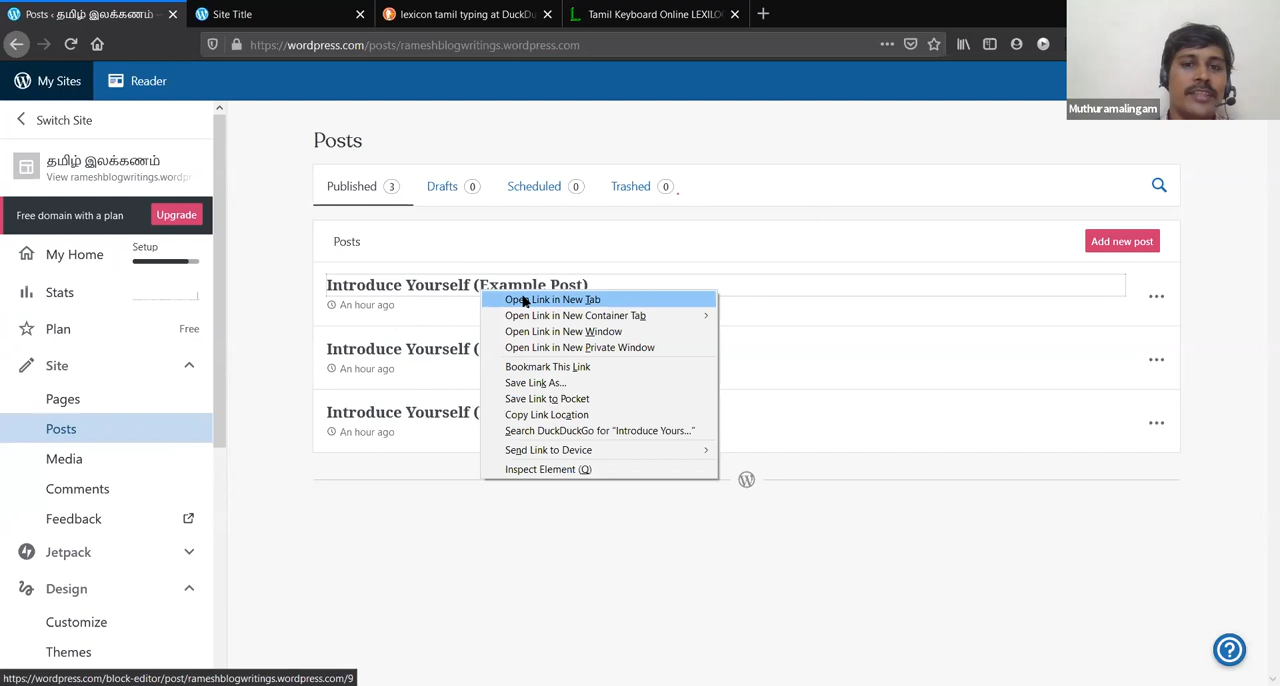 Posts ‹ தமிழ் இலக்கணம்
Site Title
lexicon tamil typing at DuckDu
Tamil Keyboard Online LEXILO
https://wordpress.com/posts/rameshblogwritings.wordpress.com
My Sites
Reader
Muthuramalingam
Switch Site
தமிழ் இலக்கணம்
View rameshblogwritings.wordpr
Free domain with a plan
Upgrade
My Home
Setup
Stats
Plan
Free
Site
Pages
Posts
Media
Comments
Feedback
Jetpack
Design
Customize
Themes
Posts
Published 3
Drafts 0
Scheduled 0
Trashed 0
Posts
Add new post
Introduce Yourself (Example Post)
An hour ago
Introduce Yourself (
An hour ago
Introduce Yourself (
An hour ago
Open Link in New Tab
Open Link in New Container Tab
Open Link in New Window
Open Link in New Private Window
Bookmark This Link
Save Link As...
Save Link to Pocket
Copy Link Location
Search DuckDuckGo for “Introduce Yours...”
Send Link to Device
Inspect Element (Q)
https://wordpress.com/block-editor/post/rameshblogwritings.wordpress.com/9